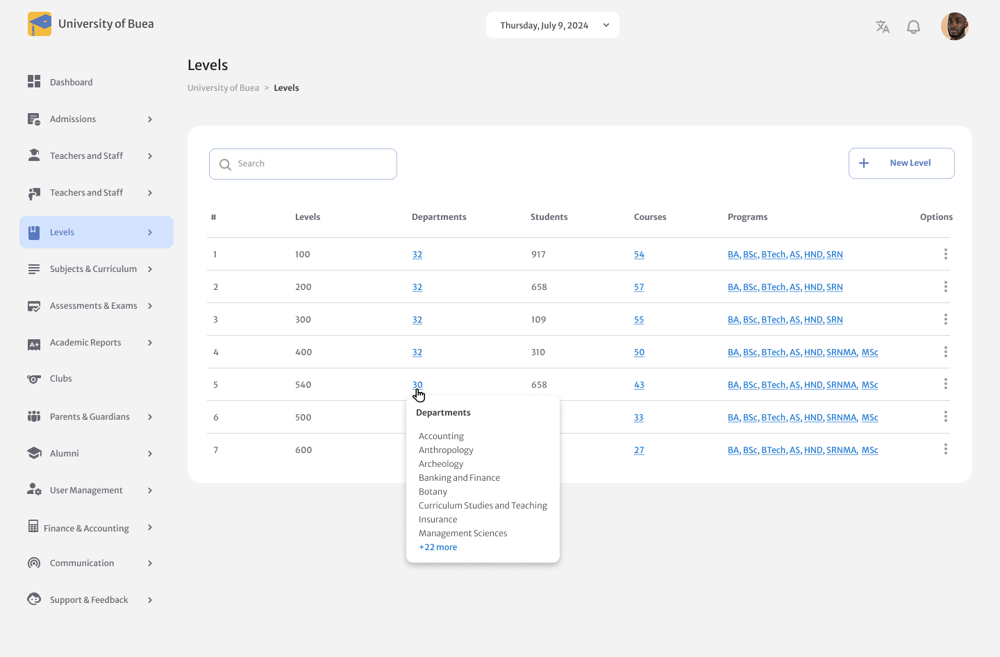 University of Buea
Thursday, July 9, 2024
Levels
University of Buea > Levels
Dashboard
Admissions
Teachers and Staff
Teachers and Staff
Levels
Subjects & Curriculum
Assessments & Exams
A+ Academic Reports
Clubs
Parents & Guardians
Alumni
User Management
Finance & Accounting
Communication
Support & Feedback
Search
+ New Level
# Levels Departments Students Courses Programs Options
1 100 32 917 54 BA, BSc, BTech, AS, HND, SRN
2 200 32 658 57 BA, BSc, BTech, AS, HND, SRN
3 300 32 109 55 BA, BSc, BTech, AS, HND, SRN
4 400 32 310 50 BA, BSc, BTech, AS, HND, SRNMA, MSc
5 540 30 658 43 BA, BSc, BTech, AS, HND, SRNMA, MSc
6 500 33 BA, BSc, BTech, AS, HND, SRNMA, MSc
7 600 27 BA, BSc, BTech, AS, HND, SRNMA, MSc
Departments
Accounting
Anthropology
Archeology
Banking and Finance
Botany
Curriculum Studies and Teaching
Insurance
Management Sciences
+22 more